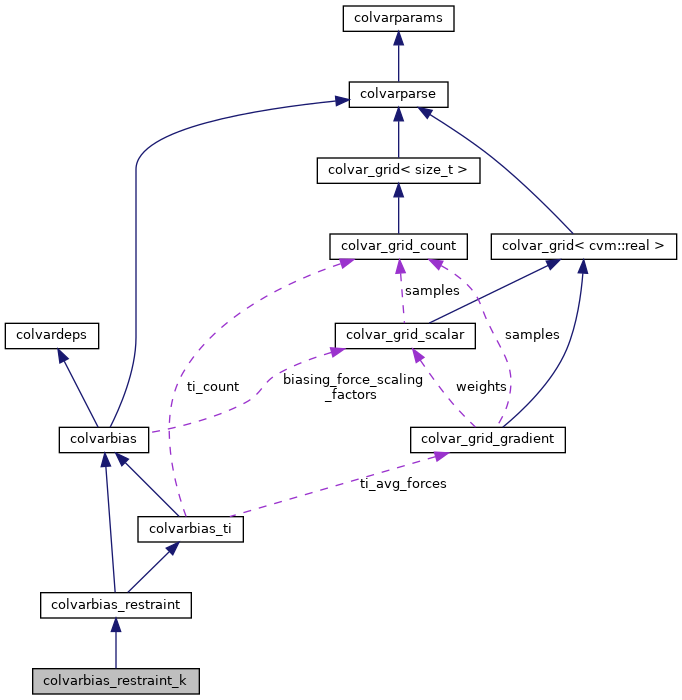 colvarparams
colvarparse
colvar_grid< size_t >
colvar_grid_count
colvar_grid< cvm::real >
samples
colvardeps
colvar_grid_scalar
samples
ti_count
biasing_force_scaling
_factors
weights
colvarbias
colvar_grid_gradient
ti_avg_forces
colvarbias_ti
colvarbias_restraint
colvarbias_restraint_k